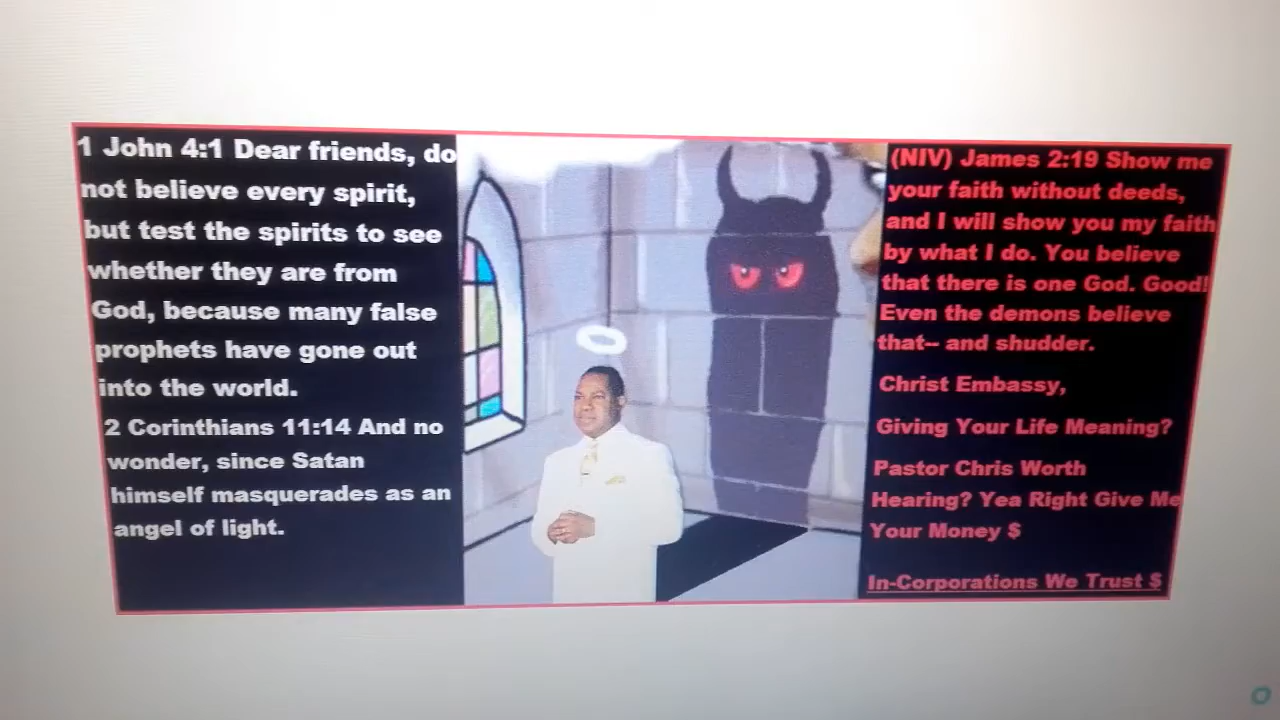 1 John 4:1 Dear friends, do
not believe every spirit,
but test the spirits to see
whether they are from
God, because many false
prophets have gone out
into the world.
2 Corinthians 11:14 And no
wonder, since Satan
himself masquerades as an
angel of light.
(NIV) James 2:19 Show me
your faith without deeds,
and I will show you my faith
by what I do. You believe
that there is one God. Good!
Even the demons believe
that-- and shudder.
Christ Embassy,
Giving Your Life Meaning?
Pastor Chris Worth
Hearing? Yea Right Give Me
Your Money $
In-Corporations We Trust $